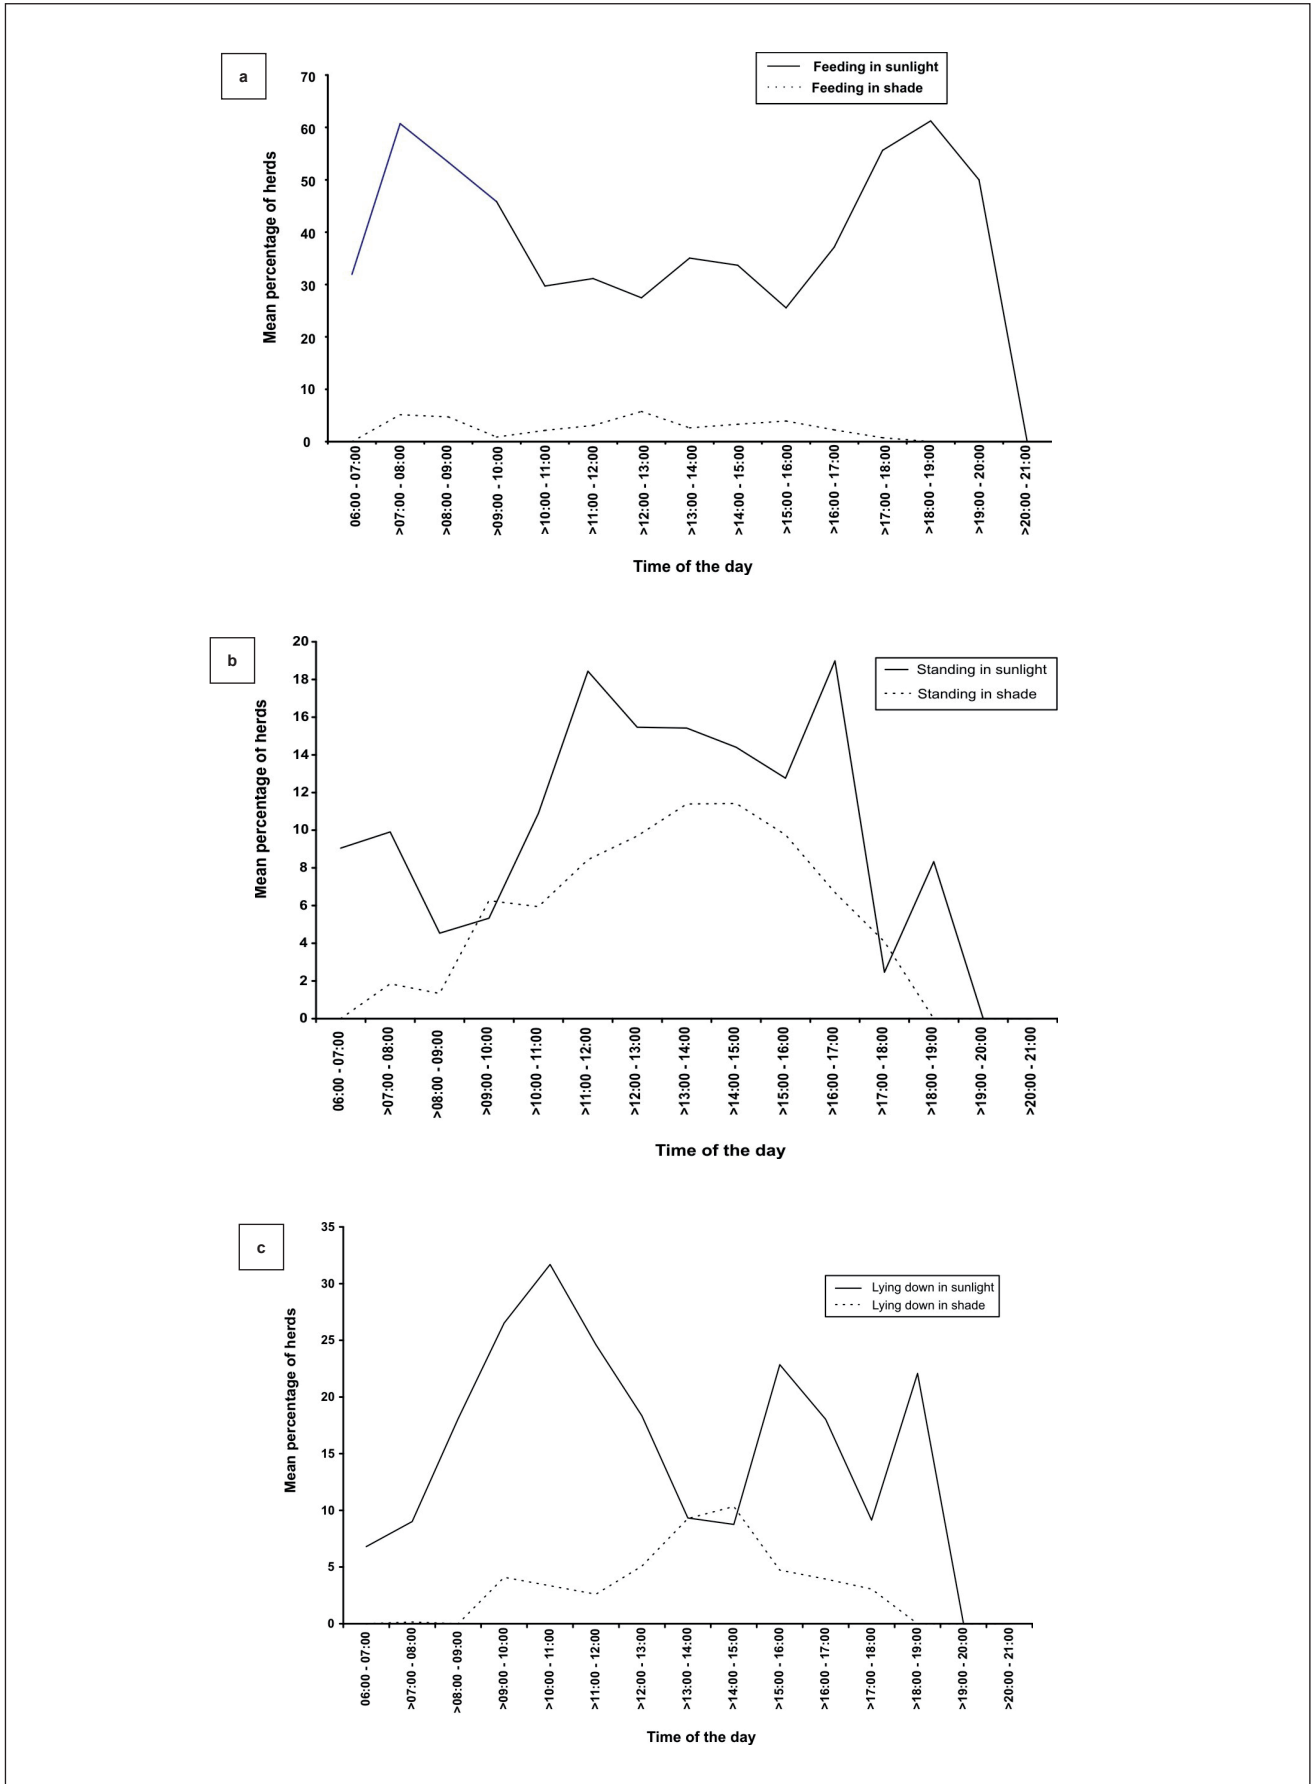 a
Feeding in sunlight
Feeding in shade
Mean percentage of herds
70
60
50
40
30
20
10
0
06:00 - 07:00
>07:00 - 08:00
>08:00 - 09:00
>09:00 - 10:00
>10:00 - 11:00
>11:00 - 12:00
>12:00 - 13:00
>13:00 - 14:00
>14:00 - 15:00
>15:00 - 16:00
>16:00 - 17:00
>17:00 - 18:00
>18:00 - 19:00
>19:00 - 20:00
>20:00 - 21:00
Time of the day
b
Standing in sunlight
Standing in shade
Mean percentage of herds
20
18
16
14
12
10
8
6
4
2
0
06:00 - 07:00
>07:00 - 08:00
>08:00 - 09:00
>09:00 - 10:00
>10:00 - 11:00
>11:00 - 12:00
>12:00 - 13:00
>13:00 - 14:00
>14:00 - 15:00
>15:00 - 16:00
>16:00 - 17:00
>17:00 - 18:00
>18:00 - 19:00
>19:00 - 20:00
>20:00 - 21:00
Time of the day
c
Lying down in sunlight
Lying down in shade
Mean percentage of herds
35
30
25
20
15
10
5
0
06:00 - 07:00
>07:00 - 08:00
>08:00 - 09:00
>09:00 - 10:00
>10:00 - 11:00
>11:00 - 12:00
>12:00 - 13:00
>13:00 - 14:00
>14:00 - 15:00
>15:00 - 16:00
>16:00 - 17:00
>17:00 - 18:00
>18:00 - 19:00
>19:00 - 20:00
>20:00 - 21:00
Time of the day